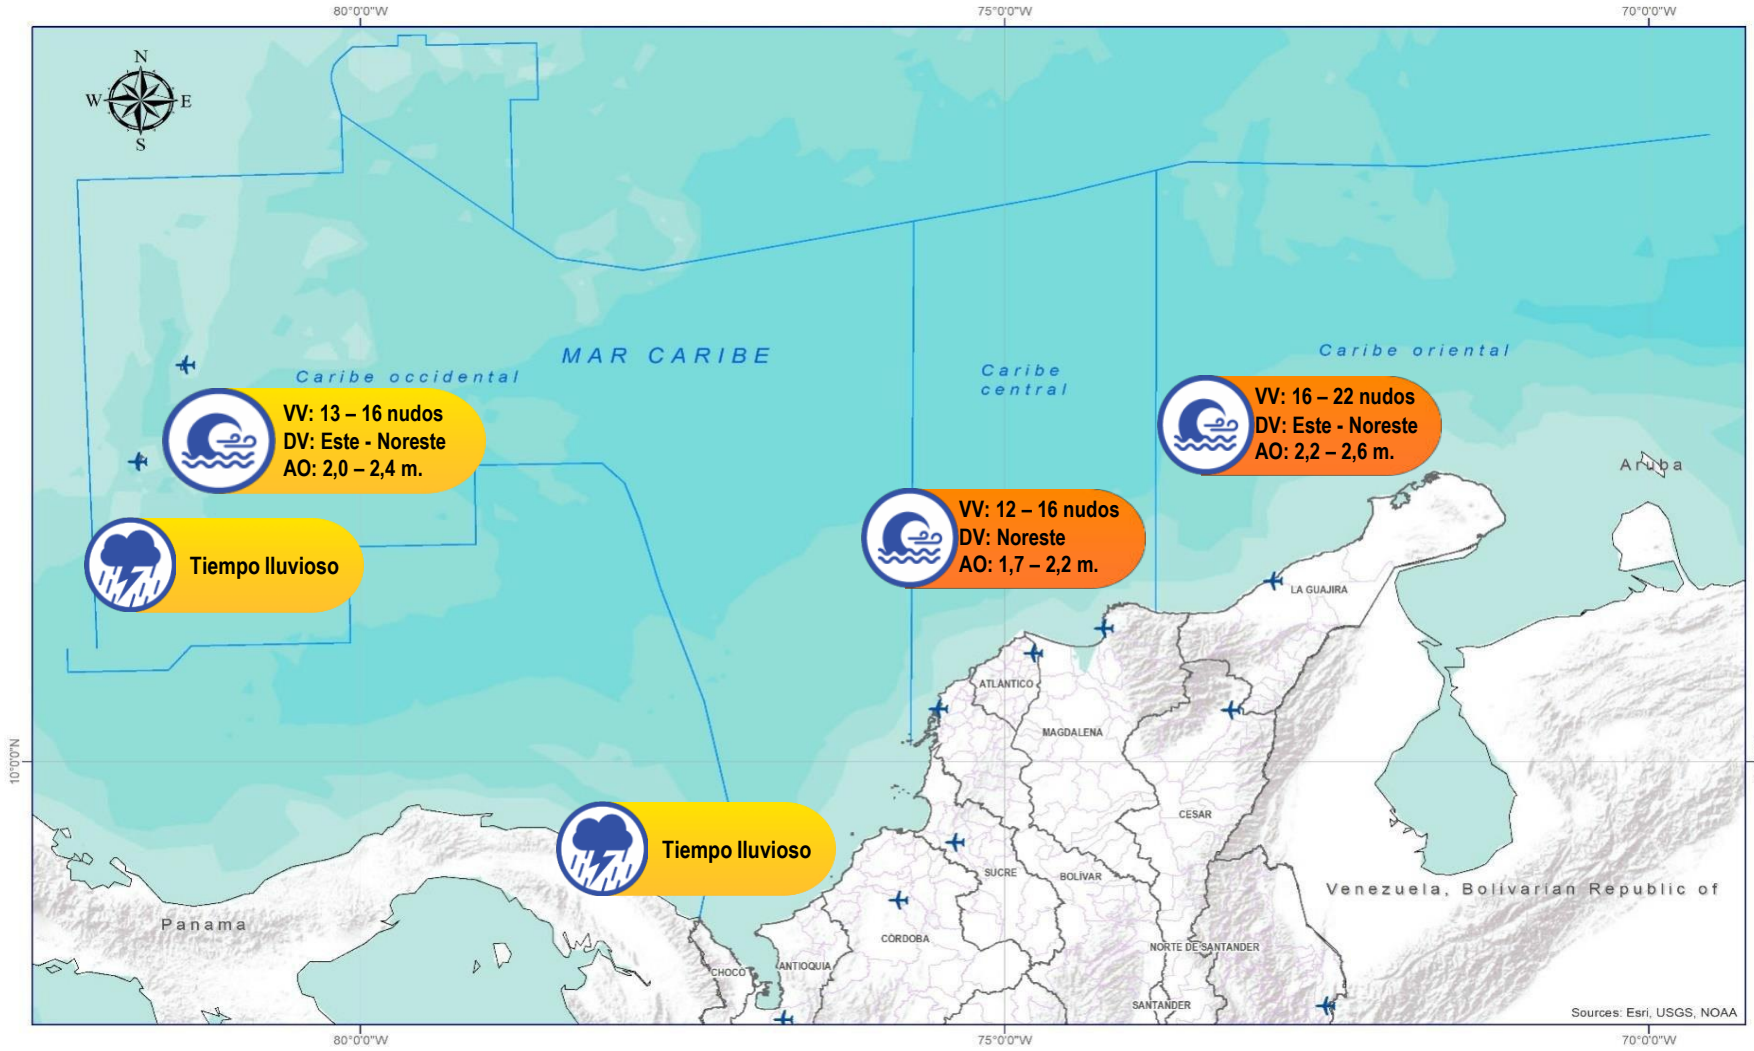 80°0'0"W
75°0'0"W
70°0'0"W
N
W
E
S
MAR CARIBE
Caribe occidental
Caribe
central
Caribe oriental
VV: 13 – 16 nudos
DV: Este - Noreste
AO: 2,0 – 2,4 m.
VV: 16 – 22 nudos
DV: Este - Noreste
AO: 2,2 – 2,6 m.
Aruba
VV: 12 – 16 nudos
DV: Noreste
AO: 1,7 – 2,2 m.
Tiempo lluvioso
LA GUAJIRA
ATLÁNTICO
MAGDALENA
10°0'0"N
CESAR
Tiempo lluvioso
SUCRE
BOLÍVAR
Venezuela, Bolivarian Republic of
Panama
CÓRDOBA
NORTE DE SANTANDER
CHOCÓ
ANTIOQUIA
SANTANDER
Sources: Esri, USGS, NOAA
80°0'0"W
75°0'0"W
70°0'0"W